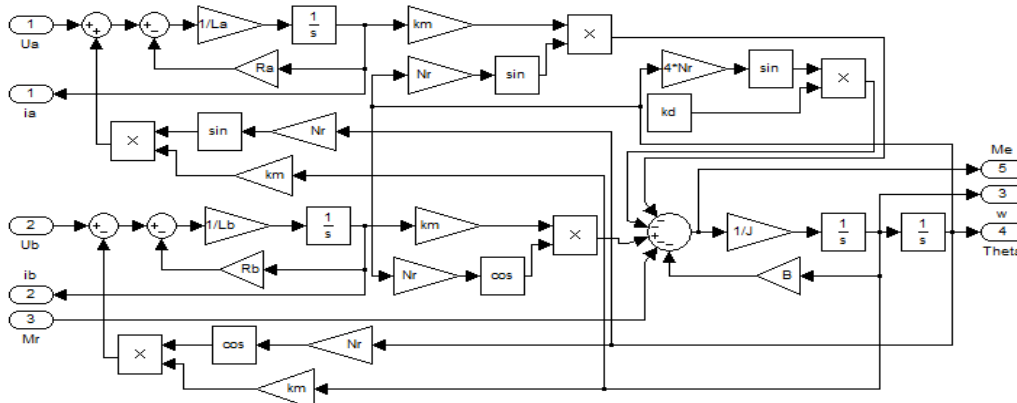 1
Ua
1/La
1
s
km
×
Ra
Nr
sin
4*Nr
sin
×
kd
1
ia
×
sin
Nr
km
Me
5
3
w
4
Theta
2
Ub
1/Lb
1
s
km
×
1/J
1
s
1
s
Rb
Nr
cos
B
ib
2
3
Mr
×
cos
Nr
km